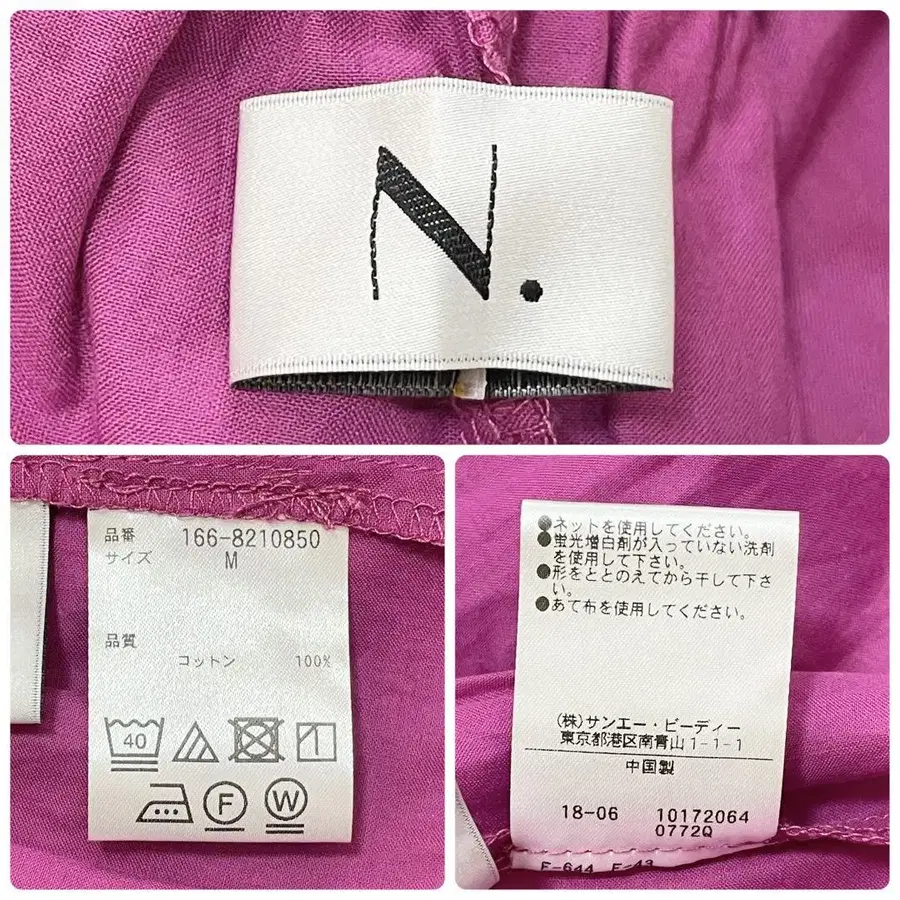 N.
品番 166-8210850
サイズ M
品質
コットン 100%
40
F W
●ネットを使用してください。
●蛍光増白剤が入っていない洗剤
を使用して下さい。
●形をととのえてから干して下さ
い。
●あて布を使用してください。
(株)サンエー・ビーディー
東京都港区南青山1-1-1
中国製
18-06 10172064
0772Q
F-644 F-43